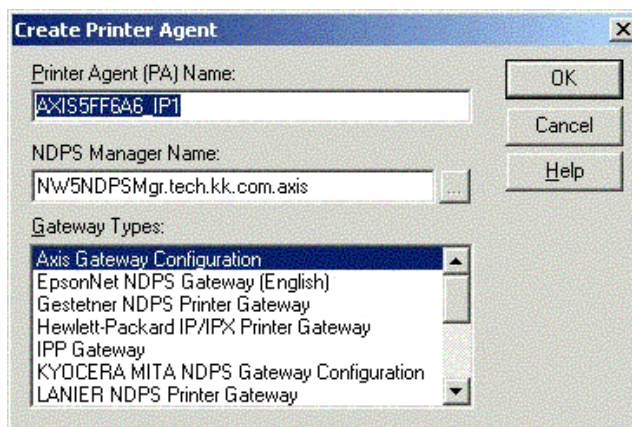 Create Printer Agent
Printer Agent (PA) Name:
AXIS5FF6A6_IP1
NDPS Manager Name:
NW5NDPSMgr.tech.kk.com.axis
...
Gateway Types:
Axis Gateway Configuration
EpsonNet NDPS Gateway (English)
Gestetner NDPS Printer Gateway
Hewlett-Packard IP/IPX Printer Gateway
IPP Gateway
KYOCERA MITA NDPS Gateway Configuration
LANIER NDPS Printer Gateway
OK
Cancel
Help